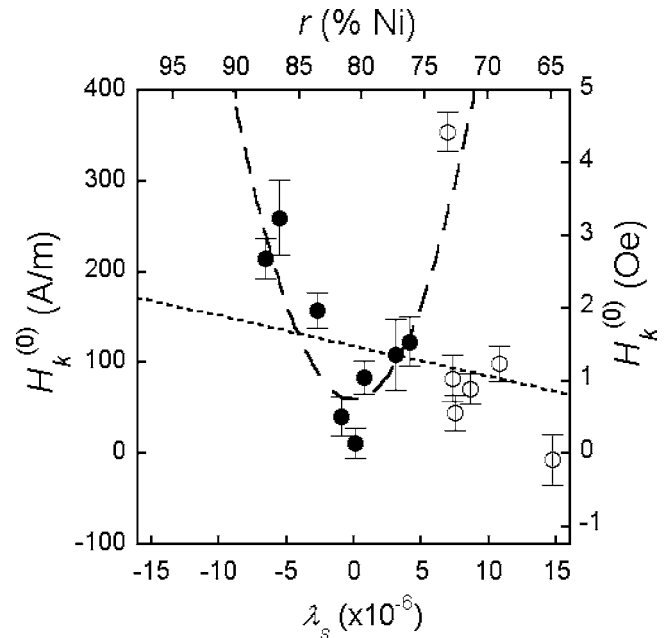 r (% Ni)
95 90 85 80 75 70 65
400 5
300 4
200 3
100 2
0 1
-100 0
-1
H_k^(0) (A/m)
H_k^(0) (Oe)
-15 -10 -5 0 5 10 15
λ_s (x10^-6)